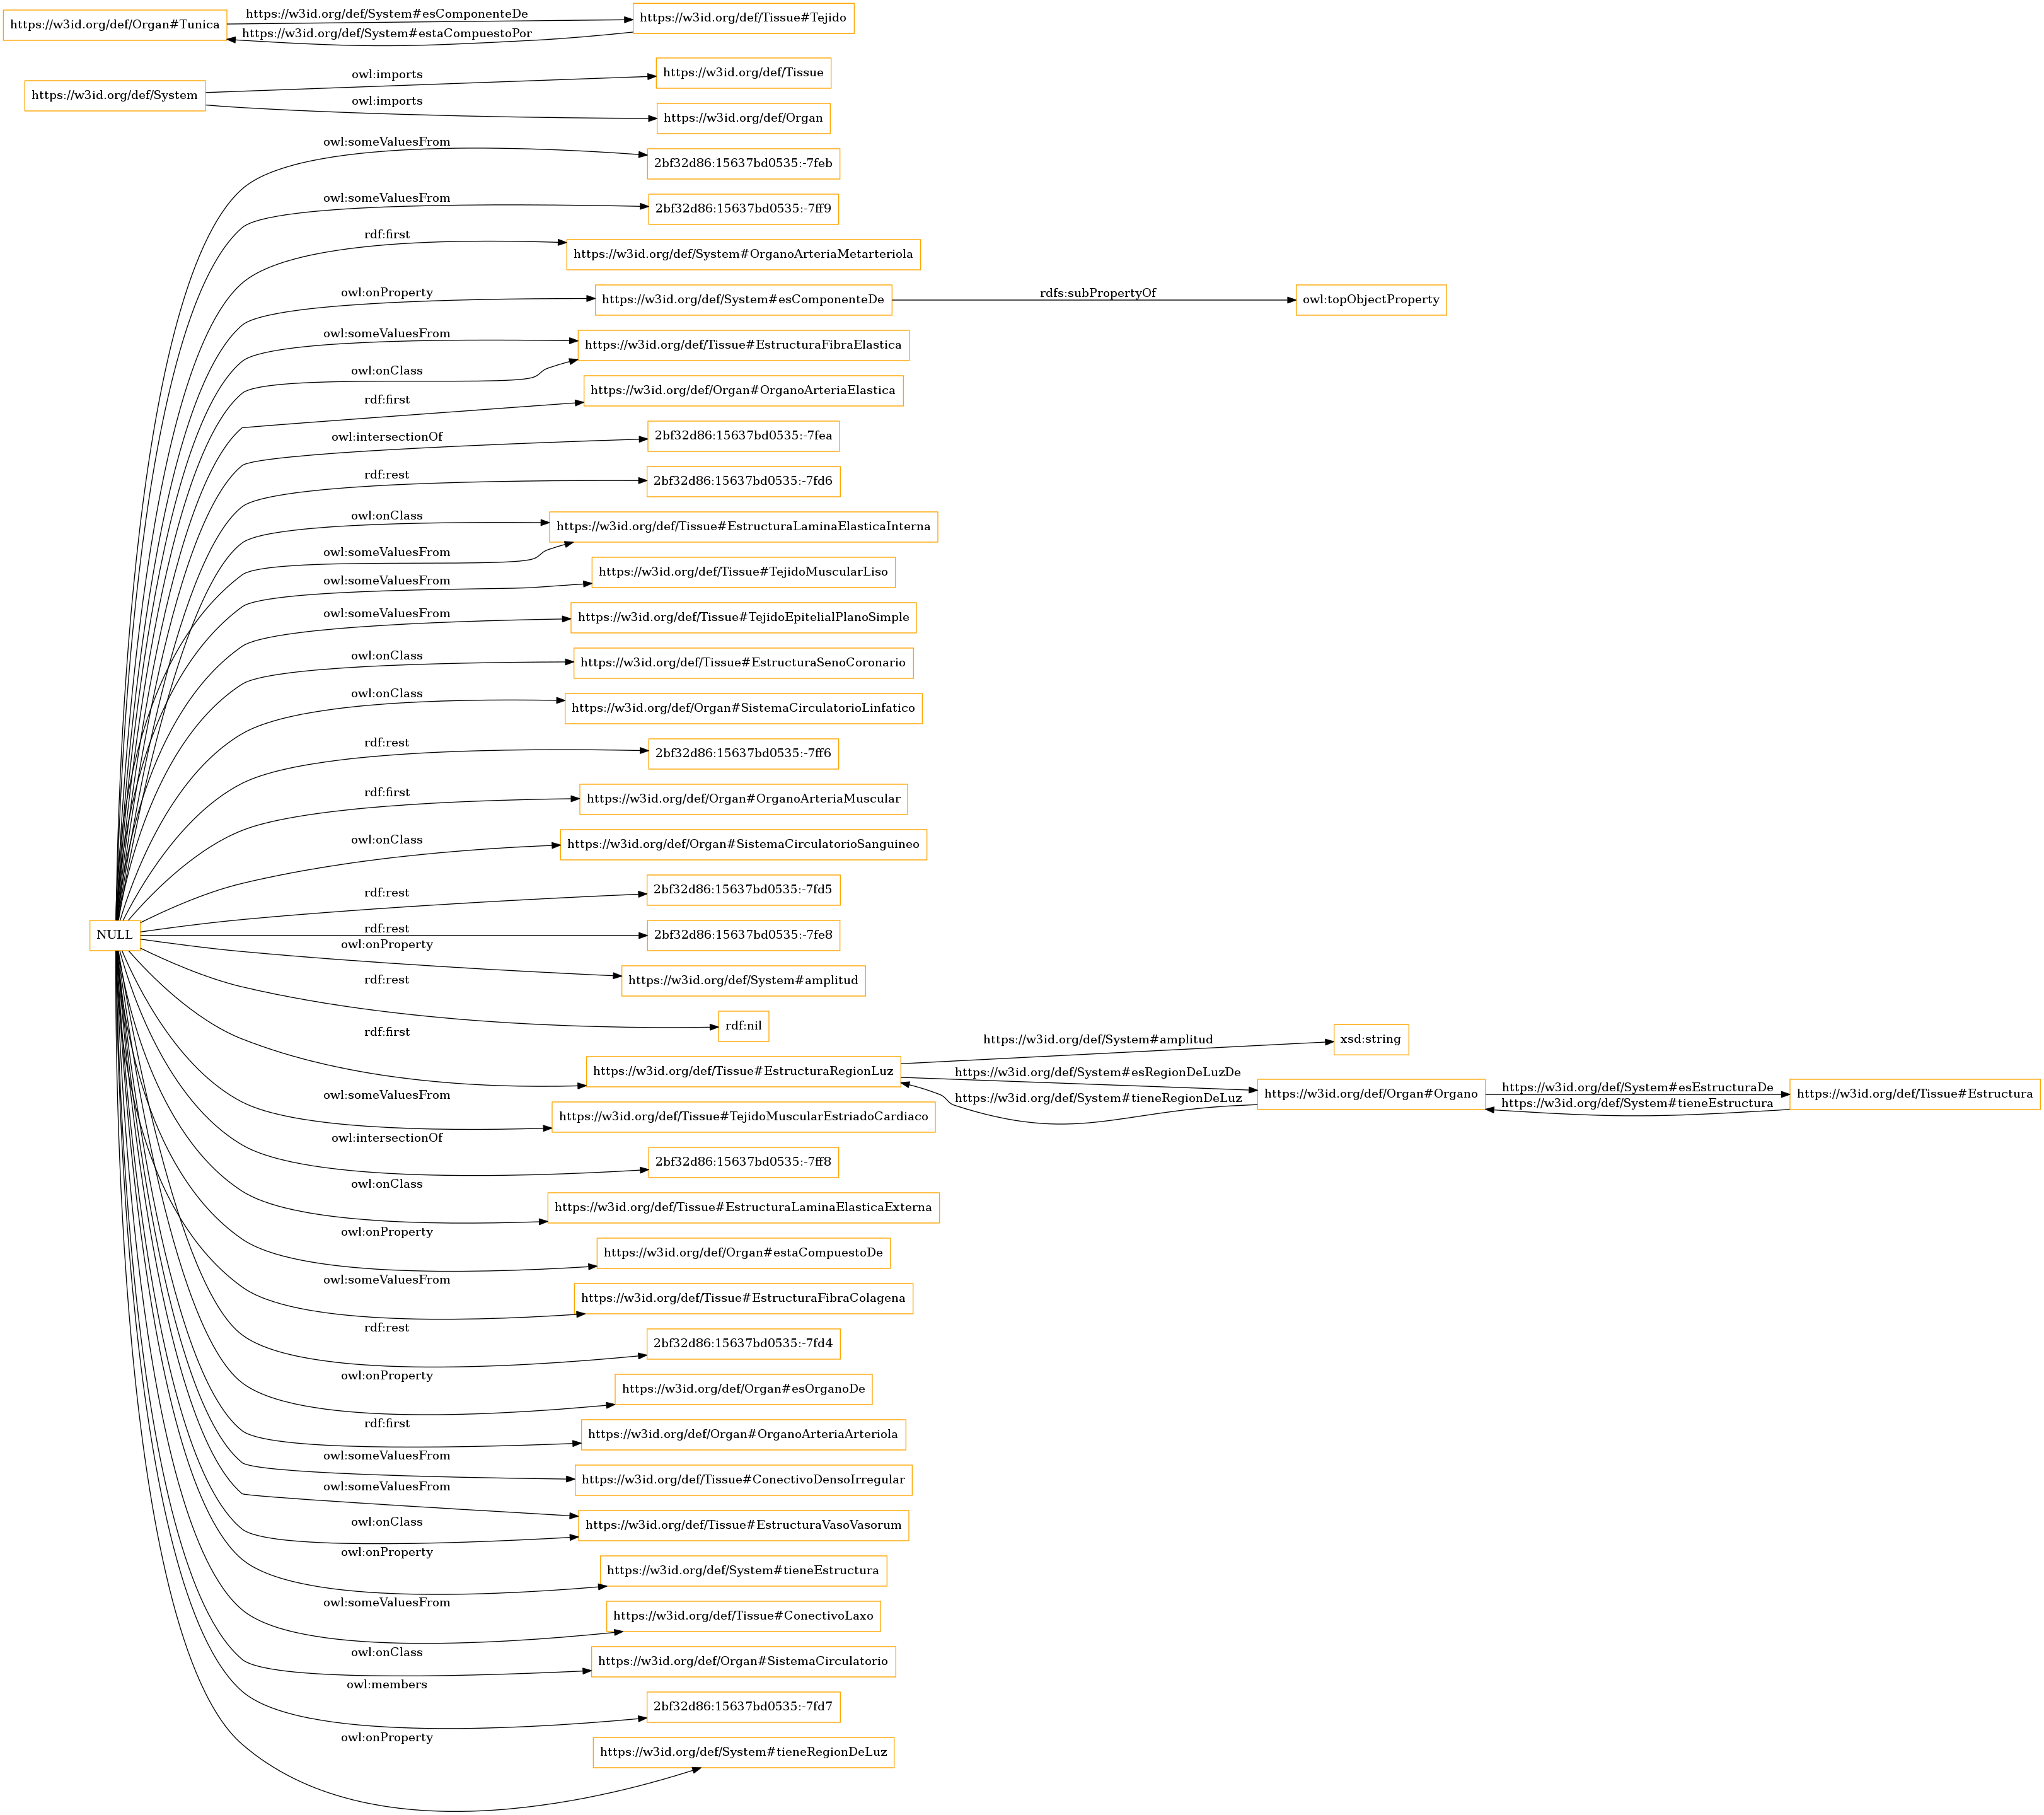 https://w3id.org/def/System#esComponenteDe
https://w3id.org/def/Organ#Tunica
https://w3id.org/def/Tissue#Tejido
https://w3id.org/def/System#estaCompuestoPor
owl:imports
https://w3id.org/def/Tissue
https://w3id.org/def/System
owl:imports
https://w3id.org/def/Organ
owl:someValuesFrom
2bf32d86:15637bd0535:-7feb
owl:someValuesFrom
2bf32d86:15637bd0535:-7ff9
rdf:first
https://w3id.org/def/System#OrganoArteriaMetarteriola
owl:onProperty
https://w3id.org/def/System#esComponenteDe
rdfs:subPropertyOf
owl:topObjectProperty
owl:someValuesFrom
https://w3id.org/def/Tissue#EstructuraFibraElastica
owl:onClass
https://w3id.org/def/Organ#OrganoArteriaElastica
rdf:first
owl:intersectionOf
2bf32d86:15637bd0535:-7fea
rdf:rest
2bf32d86:15637bd0535:-7fd6
owl:onClass
https://w3id.org/def/Tissue#EstructuraLaminaElasticaInterna
owl:someValuesFrom
https://w3id.org/def/Tissue#TejidoMuscularLiso
owl:someValuesFrom
owl:someValuesFrom
https://w3id.org/def/Tissue#TejidoEpitelialPlanoSimple
owl:onClass
https://w3id.org/def/Tissue#EstructuraSenoCoronario
owl:onClass
https://w3id.org/def/Organ#SistemaCirculatorioLinfatico
rdf:rest
2bf32d86:15637bd0535:-7ff6
rdf:first
https://w3id.org/def/Organ#OrganoArteriaMuscular
owl:onClass
https://w3id.org/def/Organ#SistemaCirculatorioSanguineo
rdf:rest
2bf32d86:15637bd0535:-7fd5
NULL
rdf:rest
2bf32d86:15637bd0535:-7fe8
owl:onProperty
https://w3id.org/def/System#amplitud
rdf:rest
rdf:nil
rdf:first
https://w3id.org/def/System#amplitud
xsd:string
https://w3id.org/def/Tissue#EstructuraRegionLuz
https://w3id.org/def/System#esRegionDeLuzDe
https://w3id.org/def/System#tieneRegionDeLuz
https://w3id.org/def/Organ#Organo
https://w3id.org/def/System#esEstructuraDe
https://w3id.org/def/System#tieneEstructura
https://w3id.org/def/Tissue#Estructura
owl:someValuesFrom
https://w3id.org/def/Tissue#TejidoMuscularEstriadoCardiaco
owl:intersectionOf
2bf32d86:15637bd0535:-7ff8
owl:onClass
https://w3id.org/def/Tissue#EstructuraLaminaElasticaExterna
owl:onProperty
https://w3id.org/def/Organ#estaCompuestoDe
owl:someValuesFrom
https://w3id.org/def/Tissue#EstructuraFibraColagena
rdf:rest
2bf32d86:15637bd0535:-7fd4
owl:onProperty
https://w3id.org/def/Organ#esOrganoDe
rdf:first
https://w3id.org/def/Organ#OrganoArteriaArteriola
owl:someValuesFrom
https://w3id.org/def/Tissue#ConectivoDensoIrregular
owl:someValuesFrom
https://w3id.org/def/Tissue#EstructuraVasoVasorum
owl:onClass
owl:onProperty
https://w3id.org/def/System#tieneEstructura
owl:someValuesFrom
https://w3id.org/def/Tissue#ConectivoLaxo
owl:onClass
https://w3id.org/def/Organ#SistemaCirculatorio
owl:members
2bf32d86:15637bd0535:-7fd7
owl:onProperty
https://w3id.org/def/System#tieneRegionDeLuz